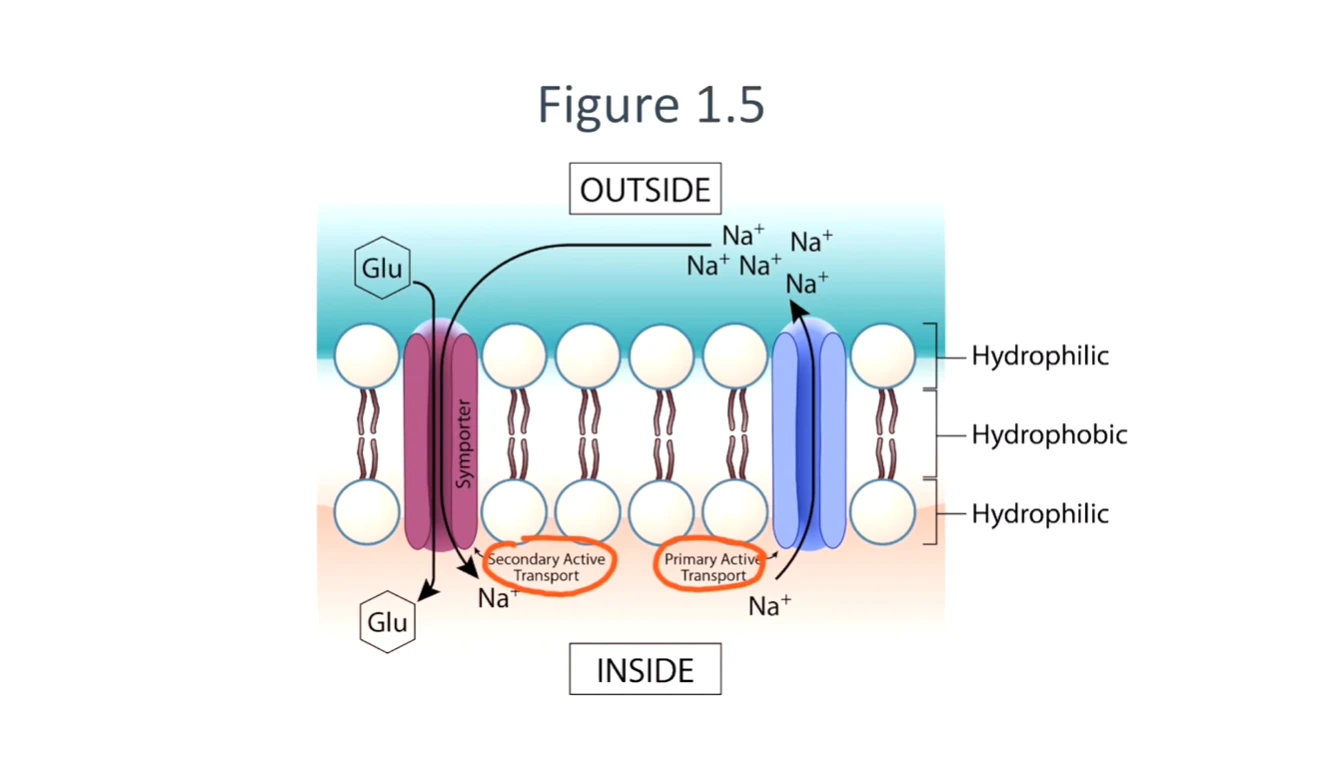 Figure 1.5
OUTSIDE
Na⁺ Na⁺
Glu
Na⁺ Na⁺
Na⁺
Hydrophilic
Symporter
Hydrophobic
Hydrophilic
Secondary Active
Transport
Primary Active
Transport
Na⁺
Na⁺
Glu
INSIDE